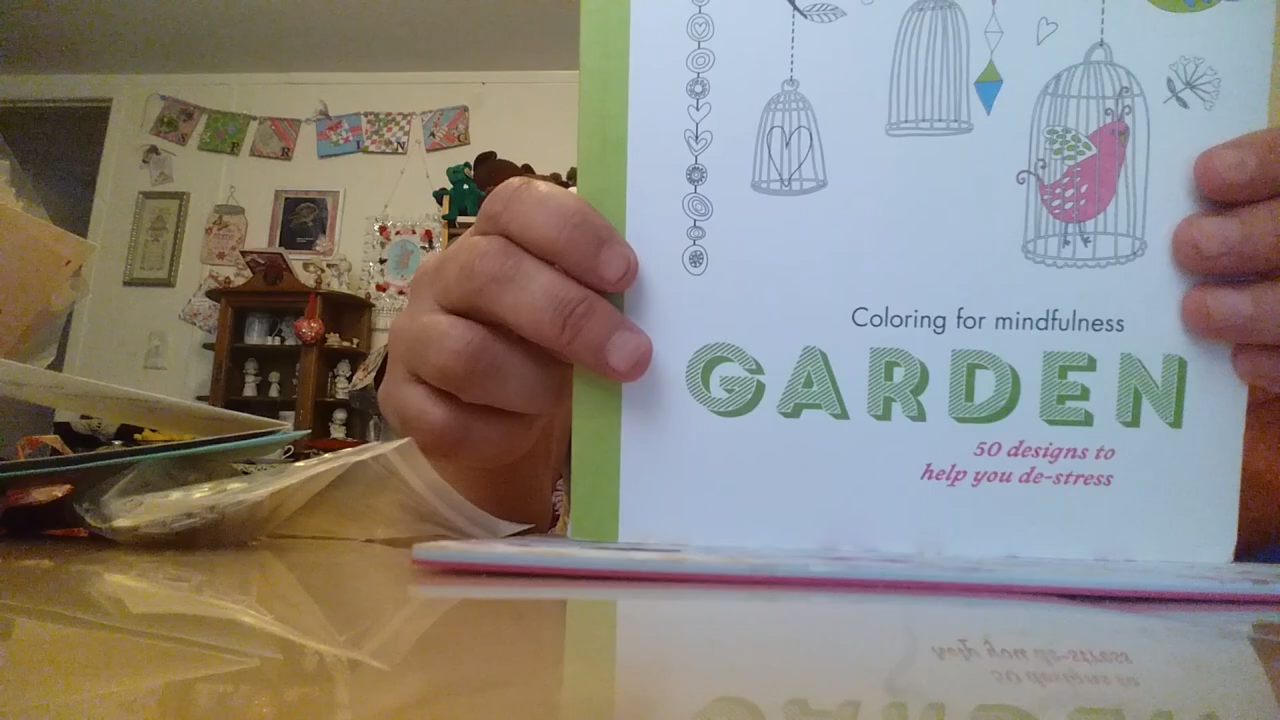 P R I N G
Coloring for mindfulness
GARDEN
50 designs to
help you de-stress